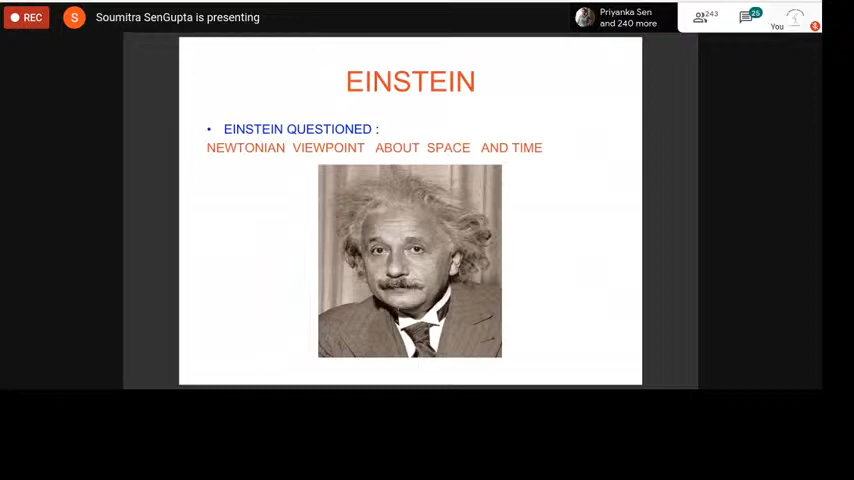 REC
S
Soumitra SenGupta is presenting
Priyanka Sen
and 240 more
243
25
You
EINSTEIN
• EINSTEIN QUESTIONED :
NEWTONIAN VIEWPOINT ABOUT SPACE AND TIME